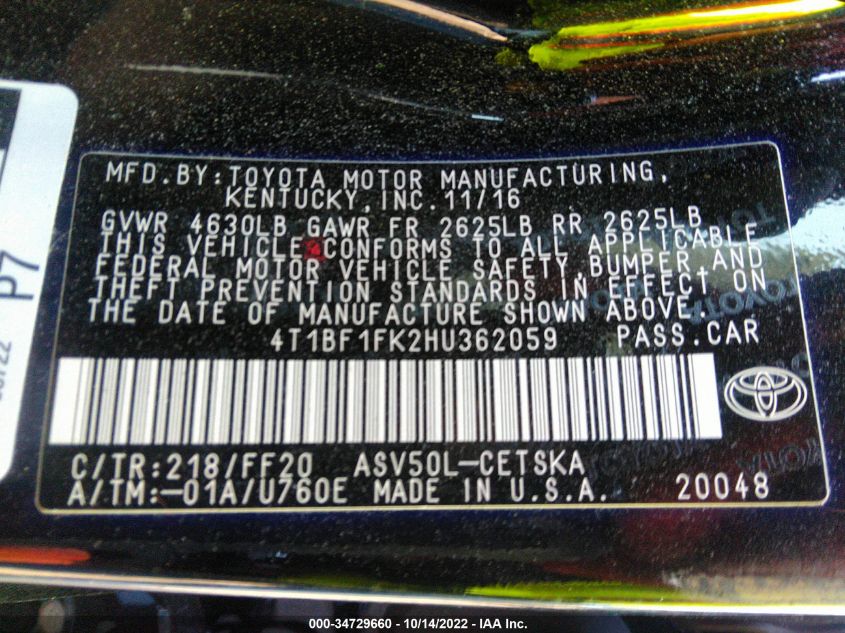 MFD.BY:TOYOTA MOTOR MANUFACTURING,
KENTUCKY,INC.11/16
GVWR 4630LB GAWR FR 2625LB RR 2625LB
THIS VEHICLE CONFORMS TO ALL APPLICABLE
FEDERAL MOTOR VEHICLE SAFETY,BUMPER,AND
THEFT PREVENTION STANDARDS IN EFFECT ON
THE DATE OF MANUFACTURE SHOWN ABOVE.
4T1BF1FK2HU362059 PASS.CAR
C/TR:218/FF20 ASV50L-CETSKA
A/TM:-01A/U760E MADE IN U.S.A. 20048
P7
TOYOTA
000-34729660 - 10/14/2022 - IAA Inc.